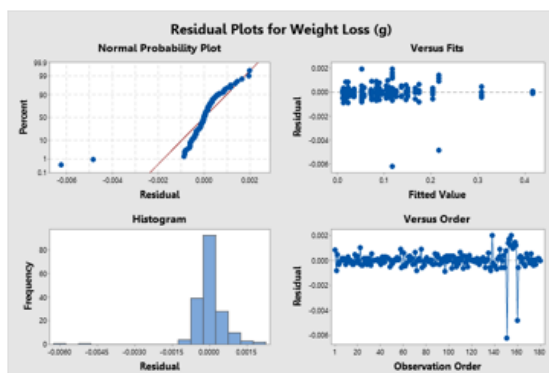 Residual Plots for Weight Loss (g)
Normal Probability Plot
99.9
99
90
50
10
1
0.1
Percent
-0.006 -0.004 -0.002 0.000 0.002
Residual
Versus Fits
0.002
0.000
-0.002
-0.004
-0.006
Residual
0.0 0.1 0.2 0.3 0.4
Fitted Value
Histogram
80
60
40
20
0
Frequency
-0.0060 -0.0045 -0.0030 -0.0015 0.0000 0.0015
Residual
Versus Order
0.002
0.000
-0.002
-0.004
-0.006
Residual
1 20 40 60 80 100 120 140 160 180
Observation Order